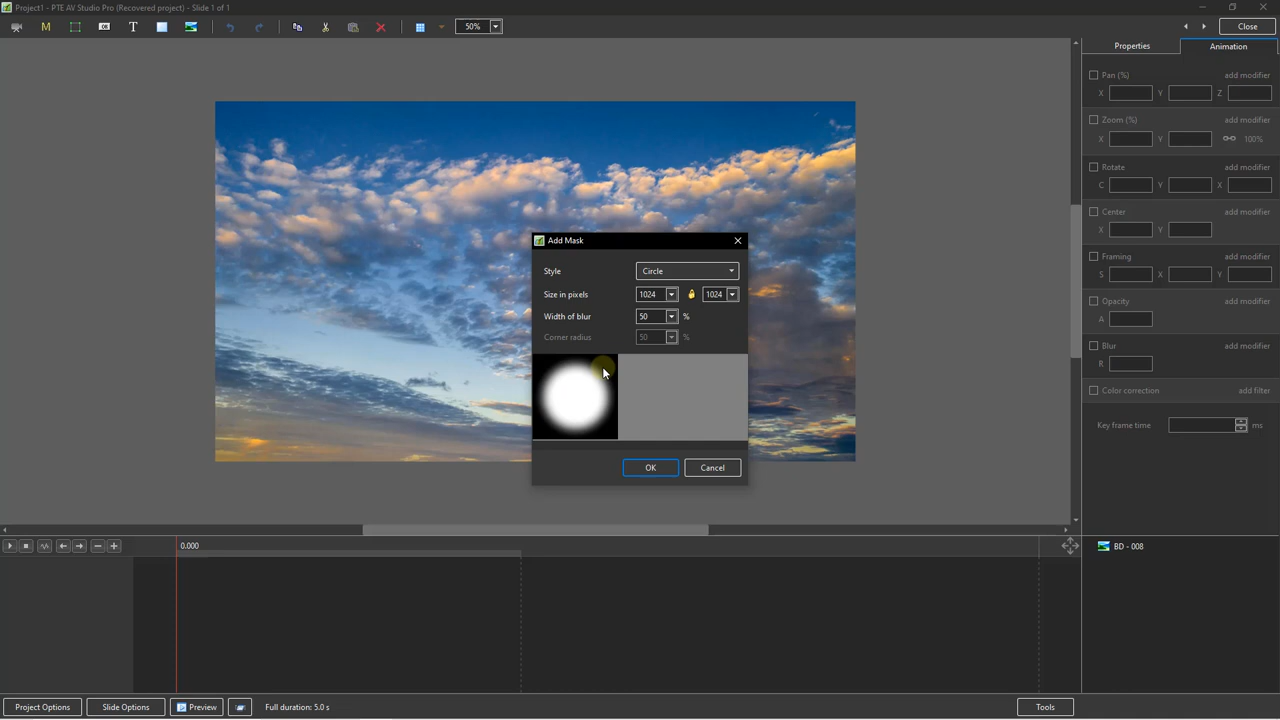 Project1 - PTE AV Studio Pro (Recovered project) - Slide 1 of 1
M OK T 50% Close
Properties Animation
Pan (%) add modifier
X Y Z
Zoom (%) add modifier
X Y 100%
Rotate add modifier
C Y X
Center add modifier
X Y
Framing add modifier
S X Y
Opacity add modifier
A
Blur add modifier
R
Color correction add filter
Key frame time ms
Add Mask
Style Circle
Size in pixels 1024 1024
Width of blur 50 %
Corner radius 50 %
OK Cancel
0.000
BD - 008
Project Options Slide Options Preview Full duration: 5.0 s Tools